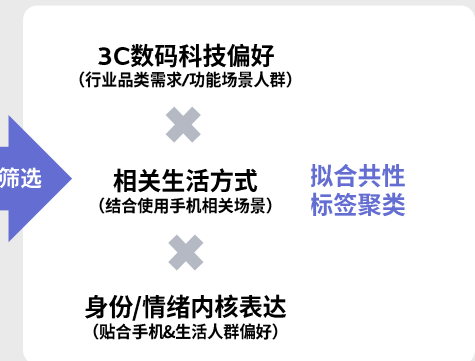 3C数码科技偏好
（行业品类需求/功能场景人群）
筛选
相关生活方式
（结合使用手机相关场景）
拟合共性
标签聚类
身份/情绪内核表达
（贴合手机&生活人群偏好）